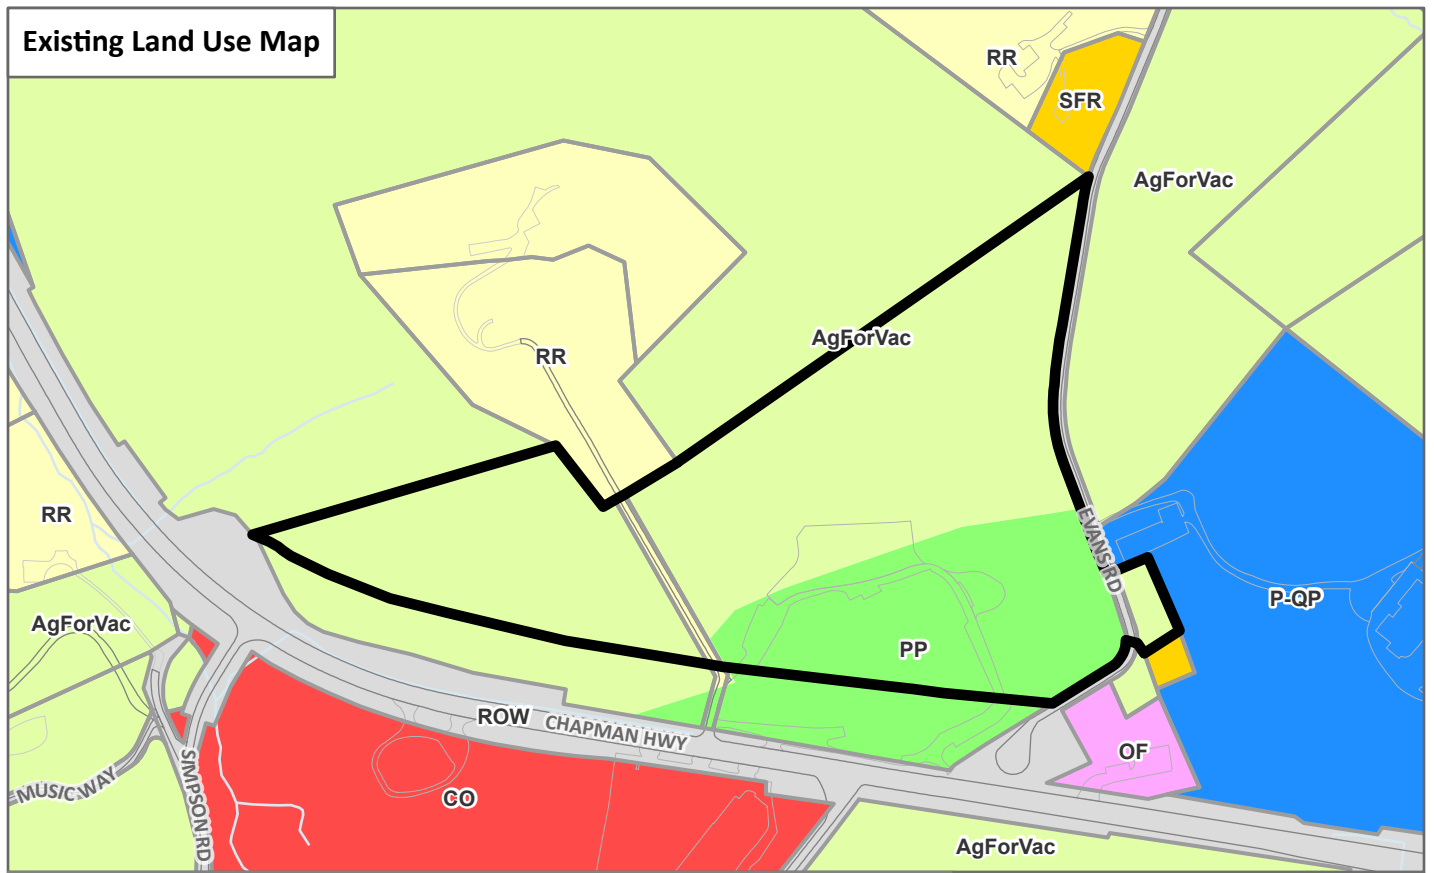 Existing Land Use Map
RR
SFR
AgForVac
AgForVac
RR
RR
EVANS RD
P-QP
AgForVac
PP
ROW
CHAPMAN HWY
OF
MUSIC WAY
SIMPSON RD
CO
AgForVac